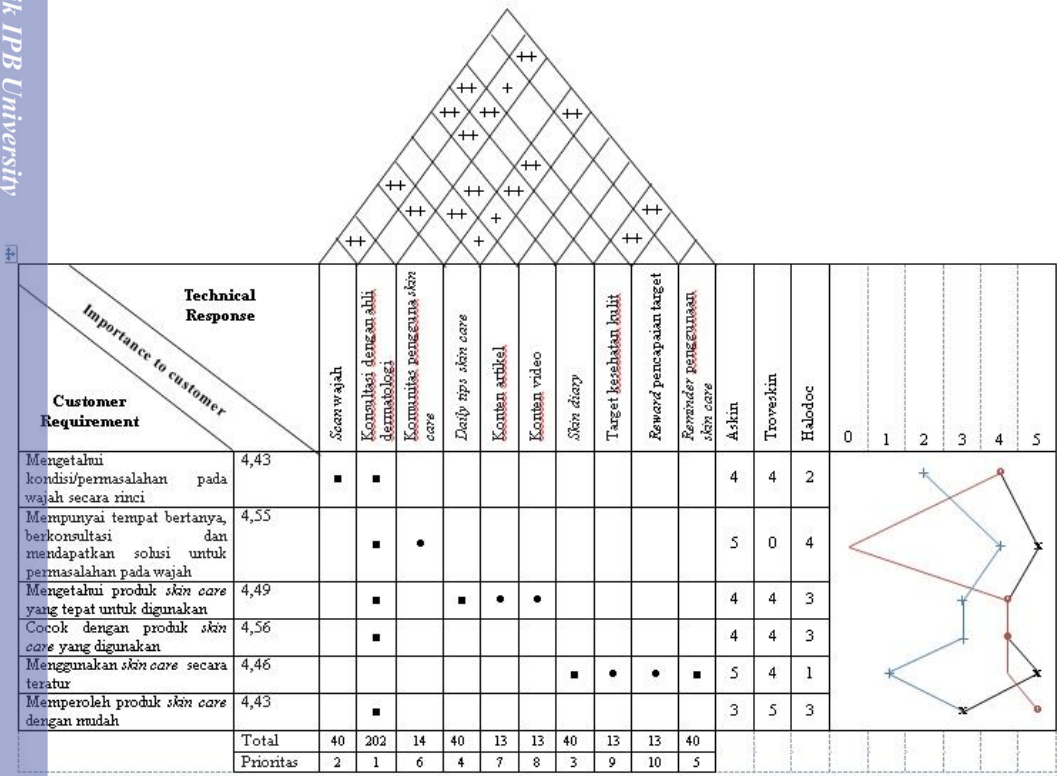 k IPB University
++
++ +
++ ++ ++
++
++
++ ++ ++
++ ++ + ++
++ + ++
Technical
Response
Importance to customer
Customer
Requirement
Scan wajah
Konsultasi dengan ahli
dermatologi
Komunitas pengguna skin
care
Daily tips skin care
Konten artikel
Konten video
Skin diary
Target kesehatan kulit
Reward pencapaian target
Reminder penggunaan
skin care
Askin
Troveskin
Halodoc
0 1 2 3 4 5
Mengetahui
kondisi/permasalahan pada
wajah secara rinci
4,43 ■ ■ 4 4 2
Mempunyai tempat bertanya,
berkonsultasi dan
mendapatkan solusi untuk
permasalahan pada wajah
4,55 ■ ● 5 0 4
Mengetahui produk skin care
yang tepat untuk digunakan
4,49 ■ ■ ● ● 4 4 3
Cocok dengan produk skin
care yang digunakan
4,56 ■ 4 4 3
Menggunakan skin care secara
teratur
4,46 ■ ● ● ■ 5 4 1
Memperoleh produk skin care
dengan mudah
4,43 ■ 3 5 3
Total 40 202 14 40 13 13 40 13 13 40
Prioritas 2 1 6 4 7 8 3 9 10 5